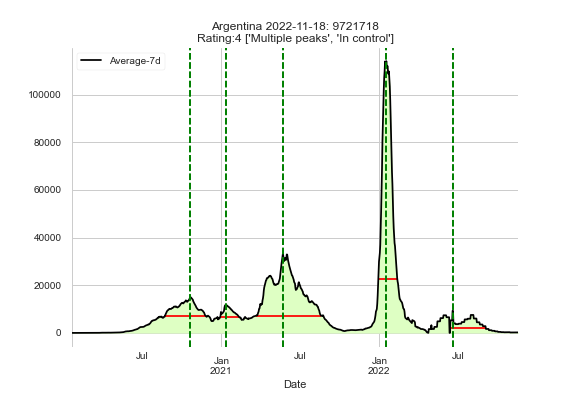 Argentina 2022-11-18: 9721718
Rating:4 ['Multiple peaks', 'In control']
Average-7d
100000
80000
60000
40000
20000
0
Jul
Jan
2021
Jul
Jan
2022
Jul
Date